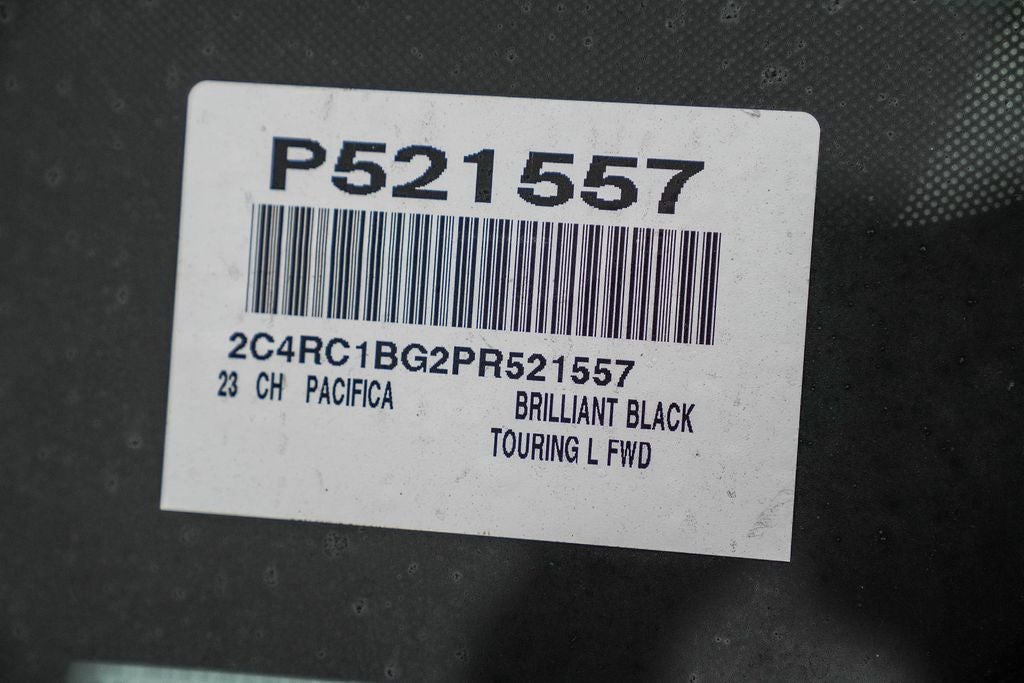 P521557
2C4RC1BG2PR521557
23 CH PACIFICA
BRILLIANT BLACK
TOURING L FWD